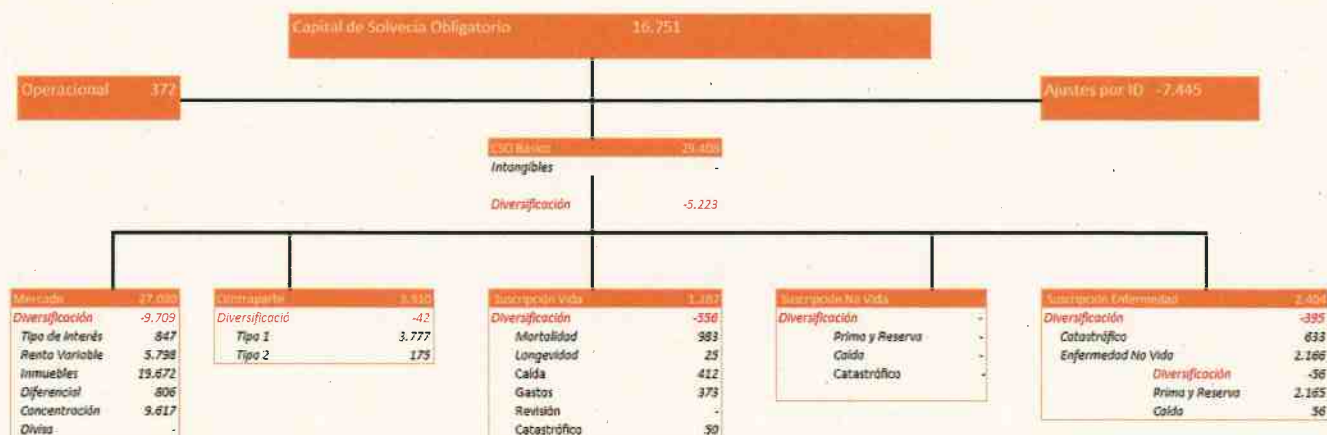 Capital de Solvecia Obligatorio 16.751
Operacional 372
Ajustes por ID -7.445
CSO Básico 29.408
Intangibles -
Diversificación -5.223
Mercado 27.030
Diversificación -9.709
Tipo de Interés 847
Renta Variable 5.798
Inmuebles 19.672
Diferencial 806
Concentración 9.617
Divisa -
Contraparte 3.910
Diversificació -42
Tipo 1 3.777
Tipo 2 175
Suscripción Vida 1.287
Diversificación -556
Mortalidad 983
Longevidad 25
Caída 412
Gastos 373
Revisión -
Catastrófico 50
Suscripción No Vida
Diversificación -
Prima y Reserva -
Caída -
Catastrófico -
Suscripción Enfermedad 2.404
Diversificación -395
Catastrófico 633
Enfermedad No Vida 2.166
Diversificación -56
Prima y Reserva 2.165
Caída 56